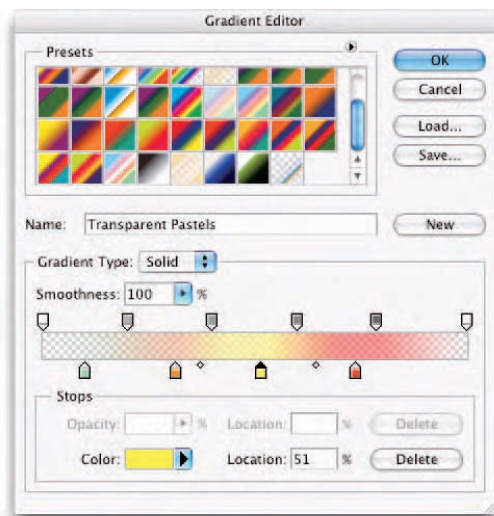 Gradient Editor
Presets
OK
Cancel
Load...
Save...
Name: Transparent Pastels
New
Gradient Type: Solid
Smoothness: 100 %
Stops
Opacity: % Location: % Delete
Color: Location: 51 % Delete